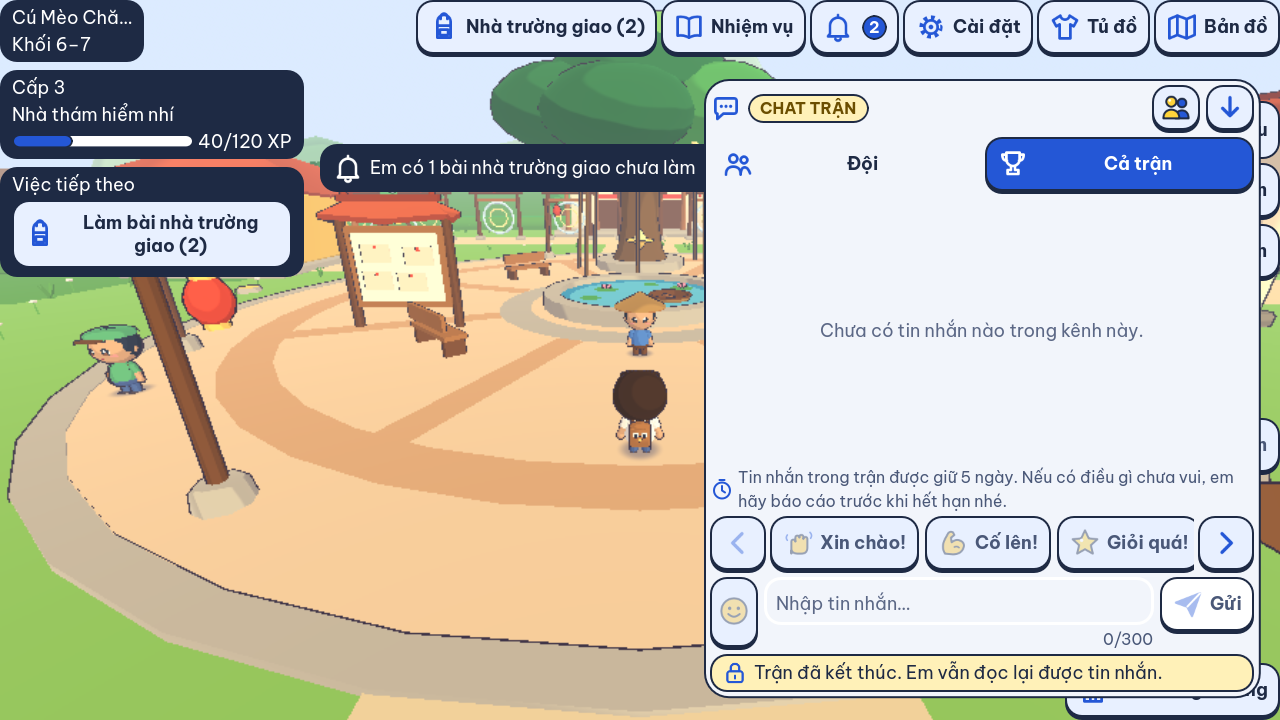 Cú Mèo Chă...
Khối 6–7
Cấp 3
Nhà thám hiểm nhí
40/120 XP
Việc tiếp theo
Làm bài nhà trường
giao (2)
Nhà trường giao (2)
Nhiệm vụ
2
Cài đặt
Tủ đồ
Bản đồ
Em có 1 bài nhà trường giao chưa làm
CHAT TRẬN
Đội
Cả trận
Chưa có tin nhắn nào trong kênh này.
Tin nhắn trong trận được giữ 5 ngày. Nếu có điều gì chưa vui, em
hãy báo cáo trước khi hết hạn nhé.
Xin chào!
Cố lên!
Giỏi quá!
Nhập tin nhắn...
Gửi
0/300
Trận đã kết thúc. Em vẫn đọc lại được tin nhắn.